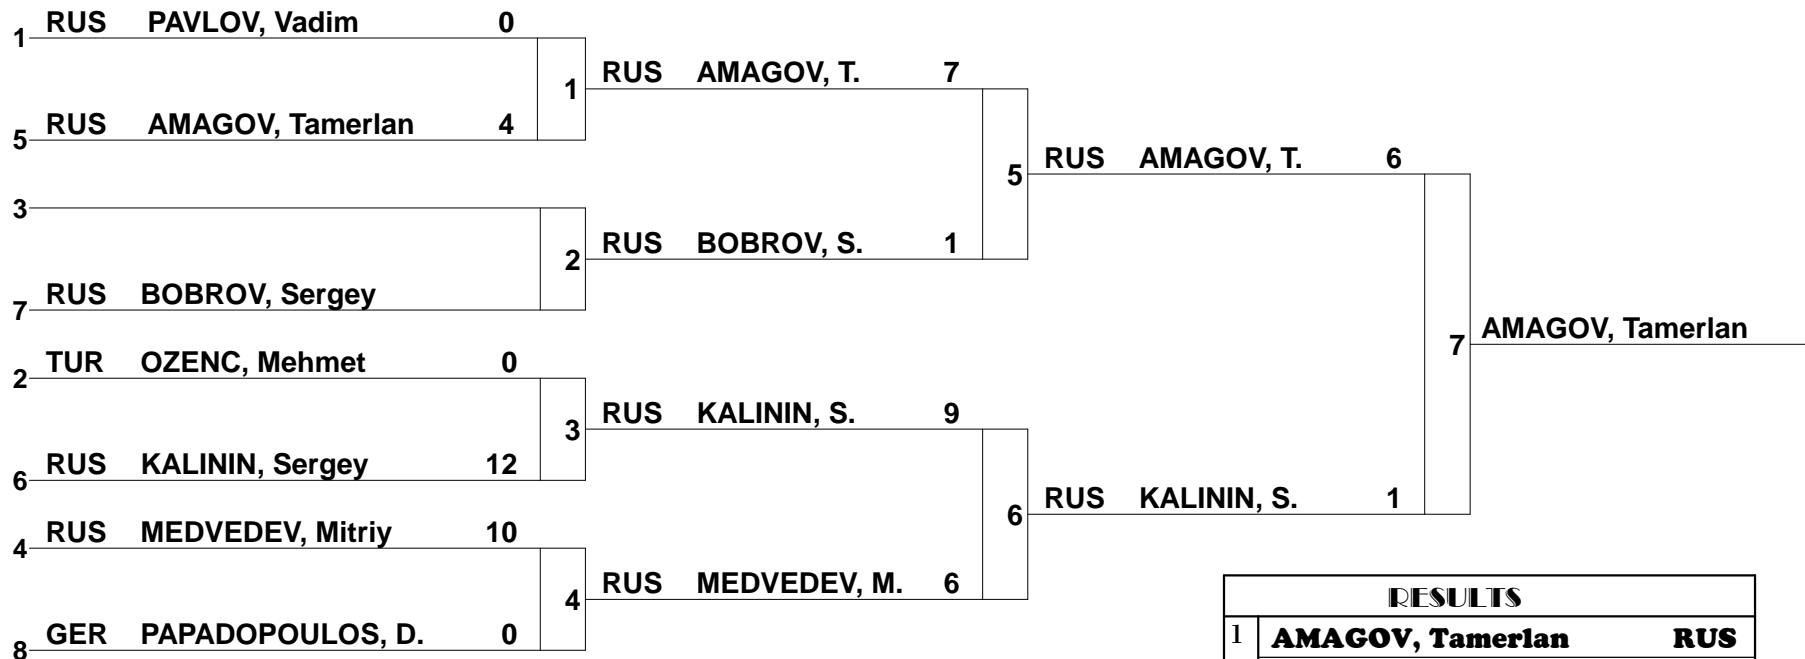 1 RUS PAVLOV, Vadim 0
1 RUS AMAGOV, T. 7
5 RUS AMAGOV, Tamerlan 4
5 RUS AMAGOV, T. 6
3
2 RUS BOBROV, S. 1
7 RUS BOBROV, Sergey
7 AMAGOV, Tamerlan
2 TUR OZENC, Mehmet 0
3 RUS KALININ, S. 9
6 RUS KALININ, Sergey 12
6 RUS KALININ, S. 1
4 RUS MEDVEDEV, Mitriy 10
4 RUS MEDVEDEV, M. 6
8 GER PAPADOPOULOS, D. 0
RESULTS
1 AMAGOV, Tamerlan RUS